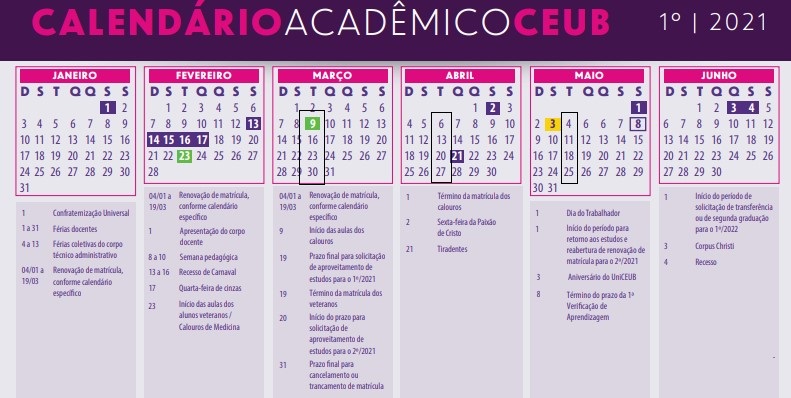 CALENDÁRIOACADÊMICOCEUB 1º | 2021
JANEIRO
D S T Q Q S S
1 2
3 4 5 6 7 8 9
10 11 12 13 14 15 16
17 18 19 20 21 22 23
24 25 26 27 28 29 30
31
1 Confraternização Universal
1 a 31 Férias docentes
4 a 13 Férias coletivas do corpo
técnico administrativo
04/01 a Renovação de matrícula,
19/03 conforme calendário
específico
FEVEREIRO
D S T Q Q S S
1 2 3 4 5 6
7 8 9 10 11 12 13
14 15 16 17 18 19 20
21 22 23 24 25 26 27
28
04/01 a Renovação de matrícula,
19/03 conforme calendário
específico
1 Apresentação do corpo
docente
8 a 10 Semana pedagógica
13 a 16 Recesso de Carnaval
17 Quarta-feira de cinzas
23 Início das aulas dos
alunos veteranos /
Calouros de Medicina
MARÇO
D S T Q Q S S
1 2 3 4 5 6
7 8 9 10 11 12 13
14 15 16 17 18 19 20
21 22 23 24 25 26 27
28 29 30 31
04/01 a Renovação de matrícula,
19/03 conforme calendário
específico
9 Início das aulas dos
calouros
19 Prazo final para solicitação
de aproveitamento de
estudos para o 1º/2021
19 Término da matrícula dos
veteranos
20 Início do prazo para
solicitação de
aproveitamento de
estudos para o 2º/2021
31 Prazo final para
cancelamento ou
trancamento de matrícula
ABRIL
D S T Q Q S S
1 2 3
4 5 6 7 8 9 10
11 12 13 14 15 16 17
18 19 20 21 22 23 24
25 26 27 28 29 30
1 Término da matrícula dos
calouros
2 Sexta-feira da Paixão
de Cristo
21 Tiradentes
MAIO
D S T Q Q S S
1
2 3 4 5 6 7 8
9 10 11 12 13 14 15
16 17 18 19 20 21 22
23 24 25 26 27 28 29
30 31
1 Dia do Trabalhador
1 Início do período para
retorno aos estudos e
reabertura de renovação de
matrícula para o 2º/2021
3 Aniversário do UniCEUB
8 Término do prazo da 1ª
Verificação de
Aprendizagem
JUNHO
D S T Q Q S S
1 2 3 4 5
6 7 8 9 10 11 12
13 14 15 16 17 18 19
20 21 22 23 24 25 26
27 28 29 30
1 Início do período de
solicitação de transferência
ou de segunda graduação
para o 1º/2022
3 Corpus Christi
4 Recesso